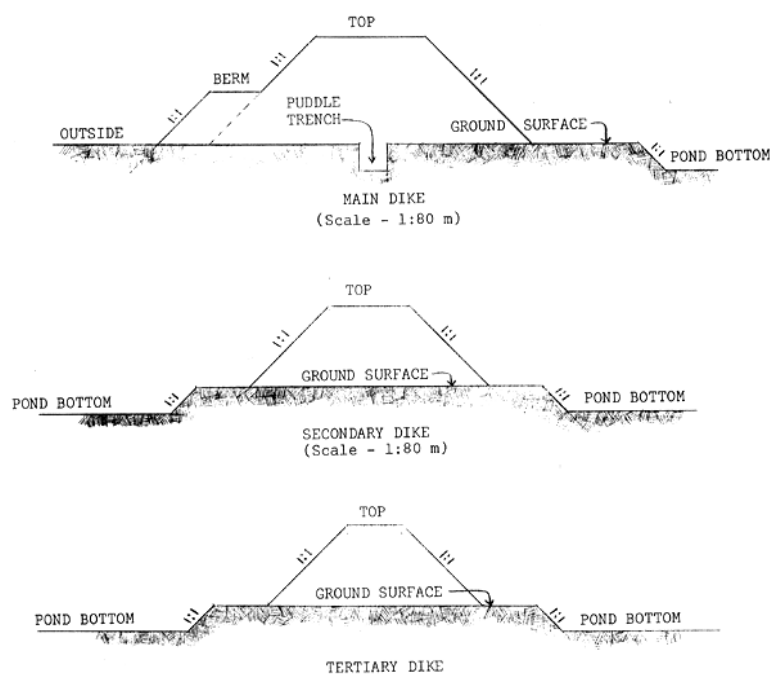 TOP
1:1
BERM
1:1
1:1
PUDDLE
TRENCH
OUTSIDE
GROUND SURFACE
1:1
POND BOTTOM
MAIN DIKE
(Scale - 1:80 m)
TOP
1:1
1:1
GROUND SURFACE
POND BOTTOM
1:1
1:1
POND BOTTOM
SECONDARY DIKE
(Scale - 1:80 m)
TOP
1:1
1:1
GROUND SURFACE
POND BOTTOM
1:1
1:1
POND BOTTOM
TERTIARY DIKE